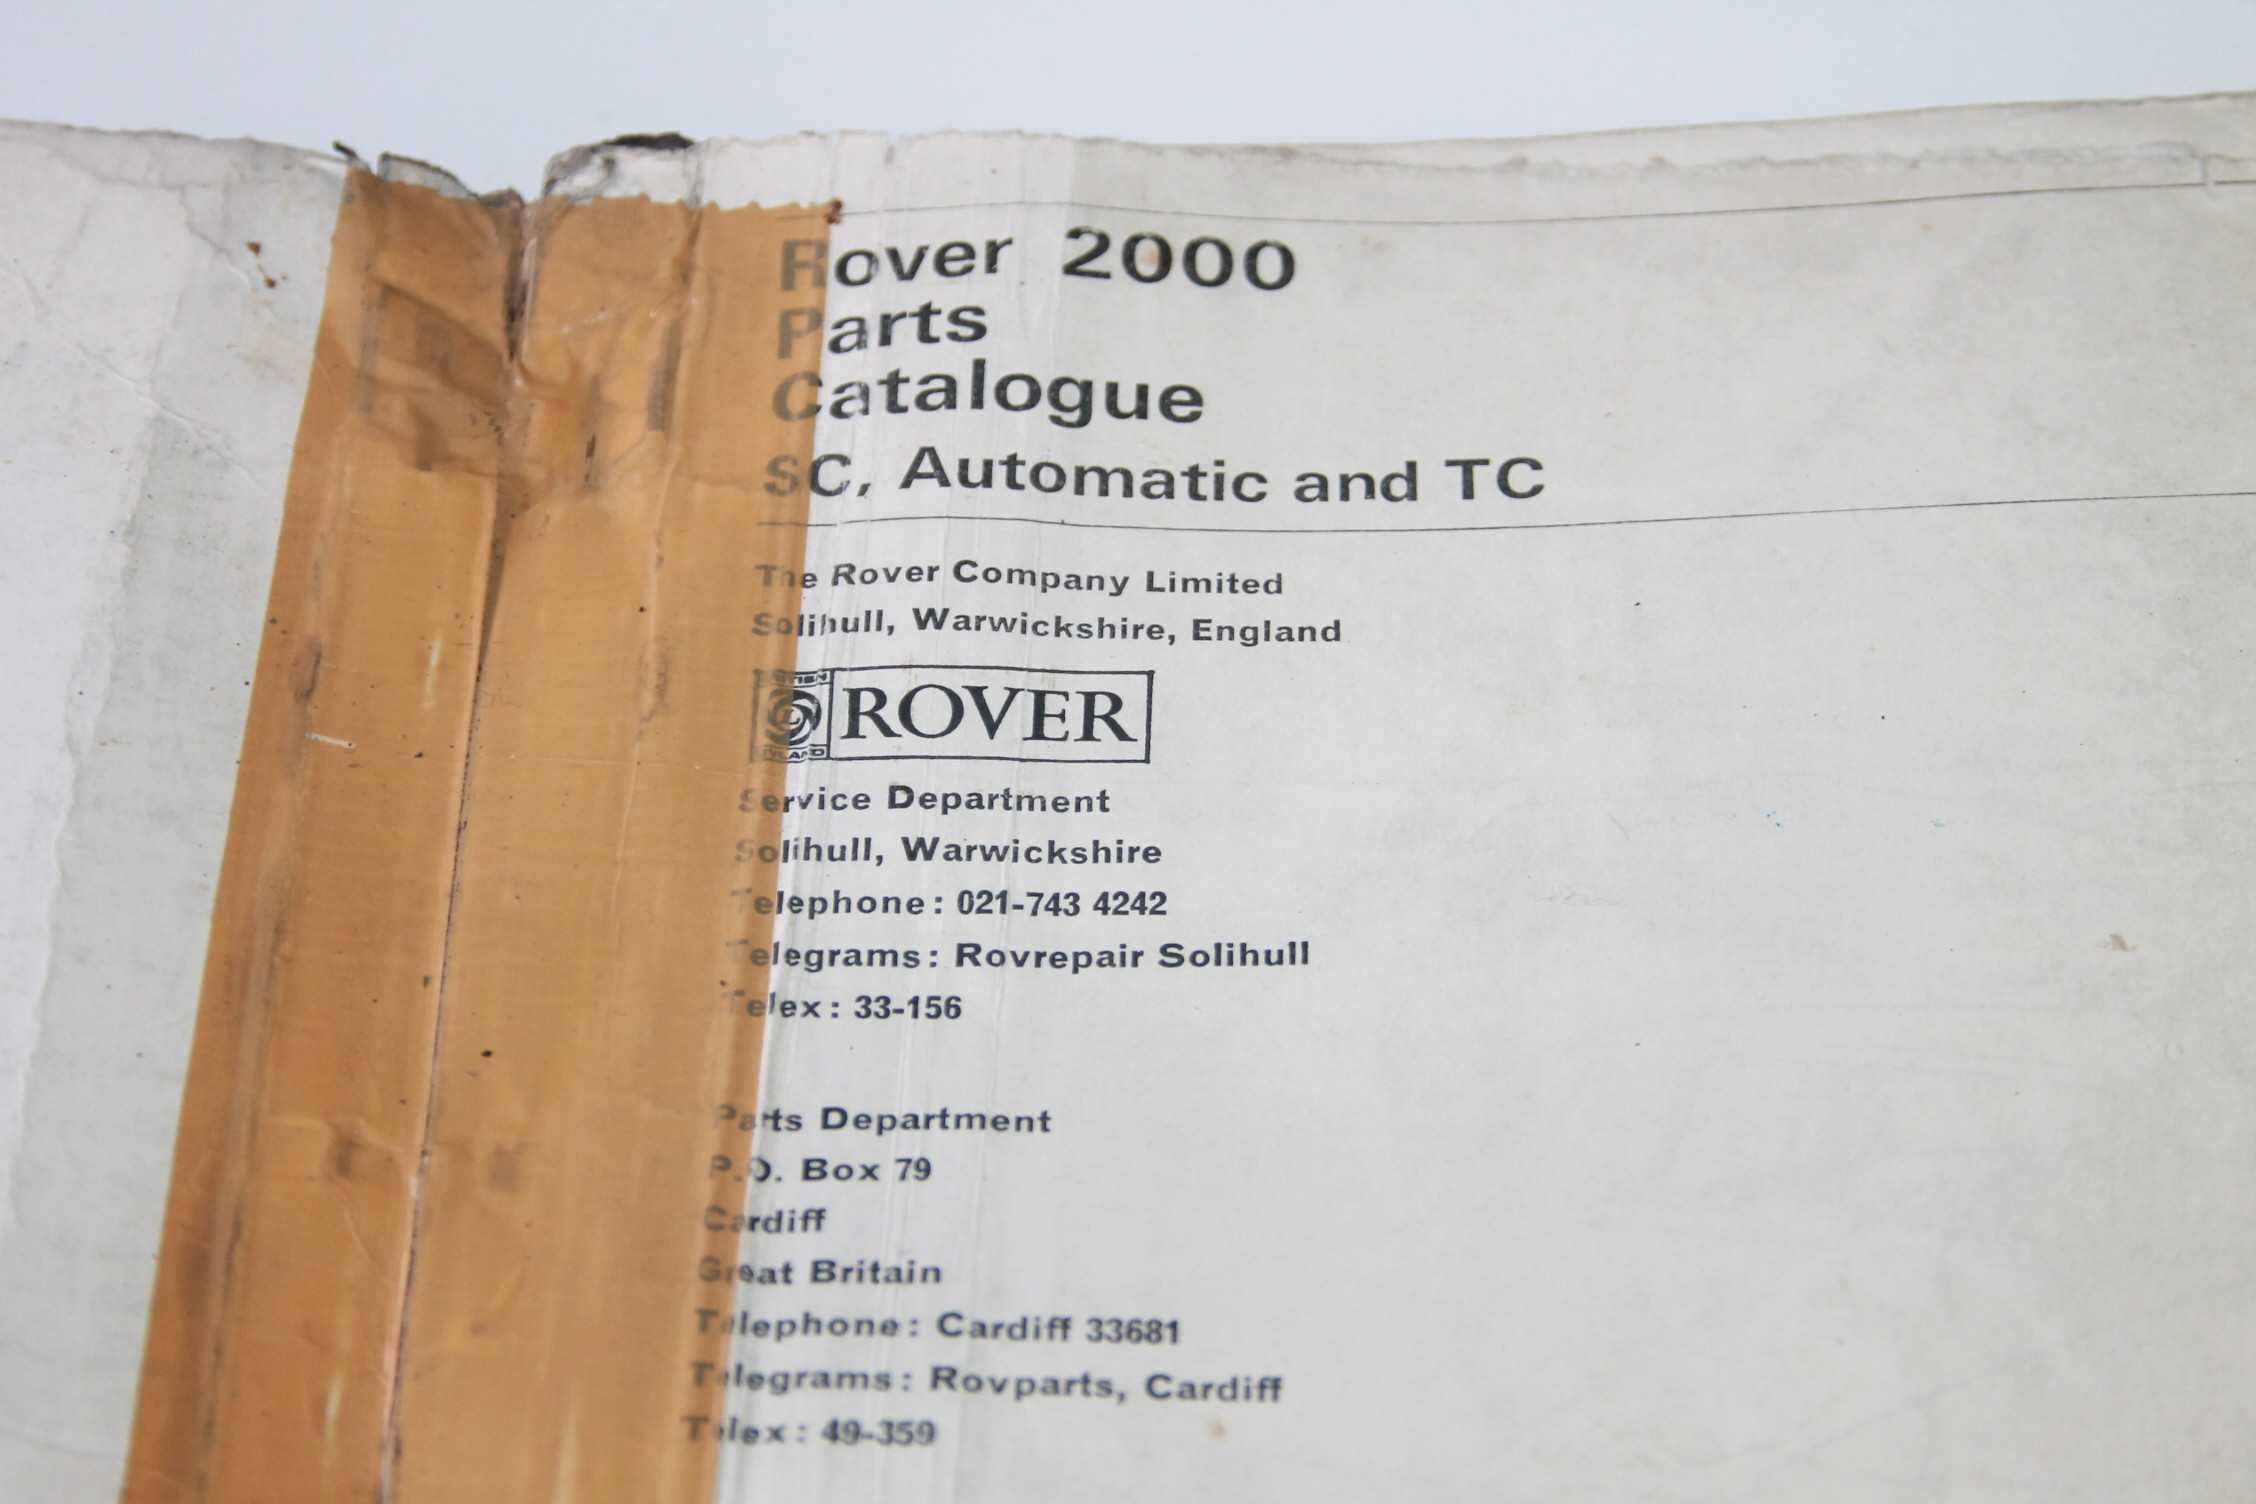 Rover 2000
Parts
Catalogue
SC, Automatic and TC
The Rover Company Limited
Solihull, Warwickshire, England
BRITISH
L
LEYLAND
ROVER
Service Department
Solihull, Warwickshire
Telephone: 021-743 4242
Telegrams: Rovrepair Solihull
Telex: 33-156
Parts Department
P.O. Box 79
Cardiff
Great Britain
Telephone: Cardiff 33681
Telegrams: Rovparts, Cardiff
Telex: 49-359